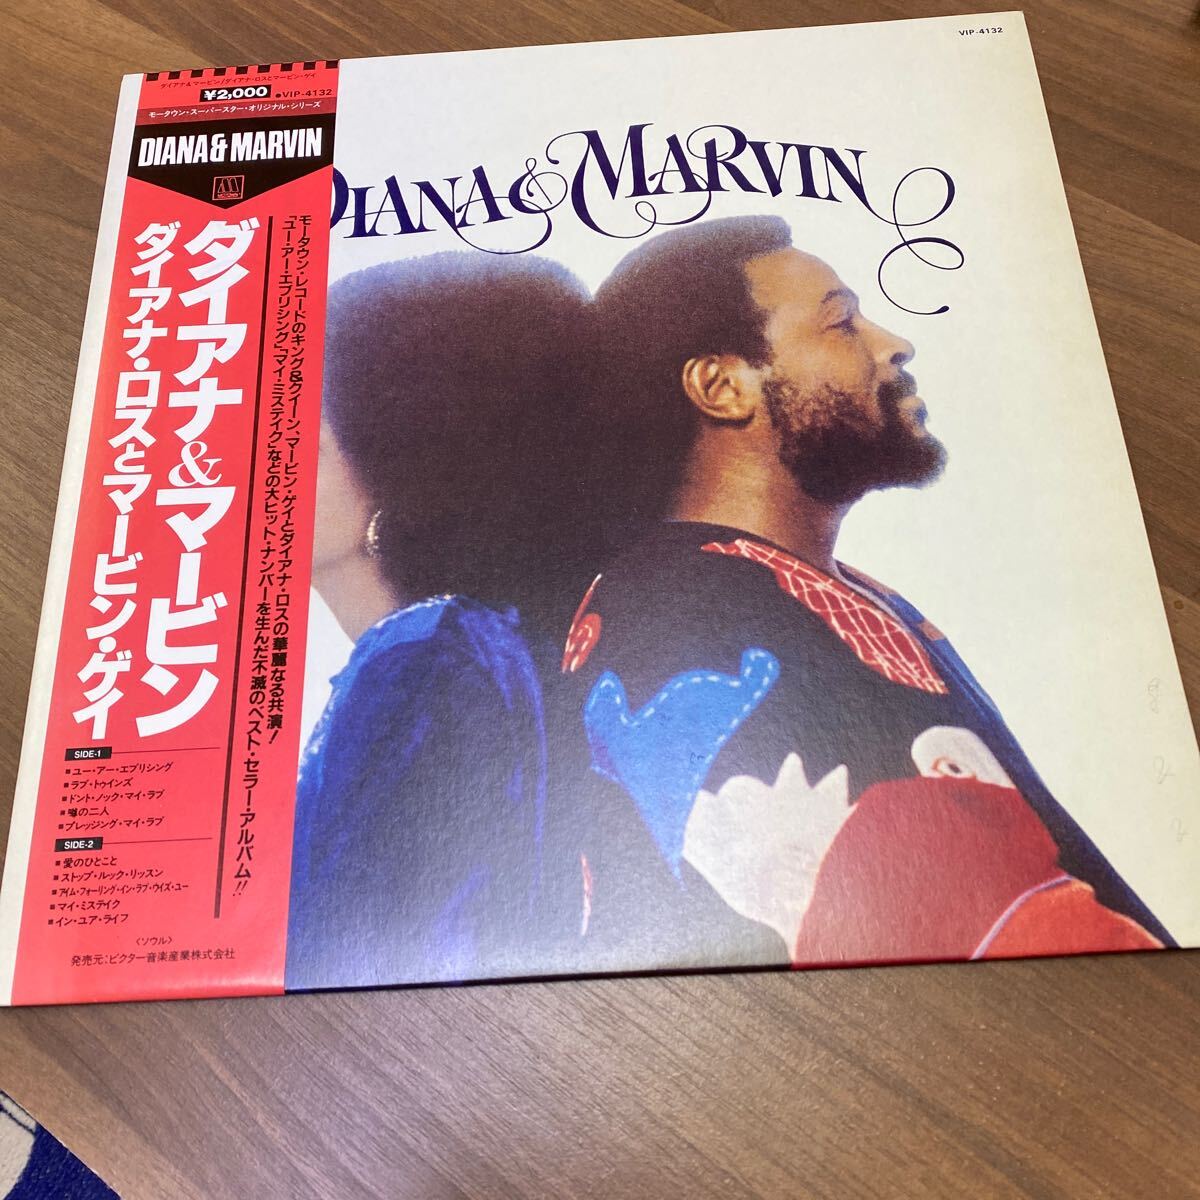 VIP-4132
ダイアナ&マービン/ダイアナ・ロスとマービン・ゲイ
¥2,000 ●VIP-4132
モータウン・スーパースター・オリジナル・シリーズ
DIANA & MARVIN
DIANA & MARVIN
ダイアナ&マービン
ダイアナ・ロスとマービン・ゲイ
モータウン・レコードのキング&クイーン、マービン・ゲイとダイアナ・ロスの華麗なる共演!
「ユー・アー・エブリシング」「マイ・ミステイク」などの大ヒット・ナンバーを生んだ不滅のベスト・セラー・アルバム!!
SIDE-1
■ユー・アー・エブリシング
■ラブ・トゥインズ
■ドント・ノック・マイ・ラブ
■噂の二人
■プレッジング・マイ・ラブ
SIDE-2
■愛のひとこと
■ストップ・ルック・リッスン
■アイム・フォーリング・イン・ラブ・ウイズ・ユー
■マイ・ミステイク
■イン・ユア・ライフ
〈ソウル〉
発売元:ビクター音楽産業株式会社